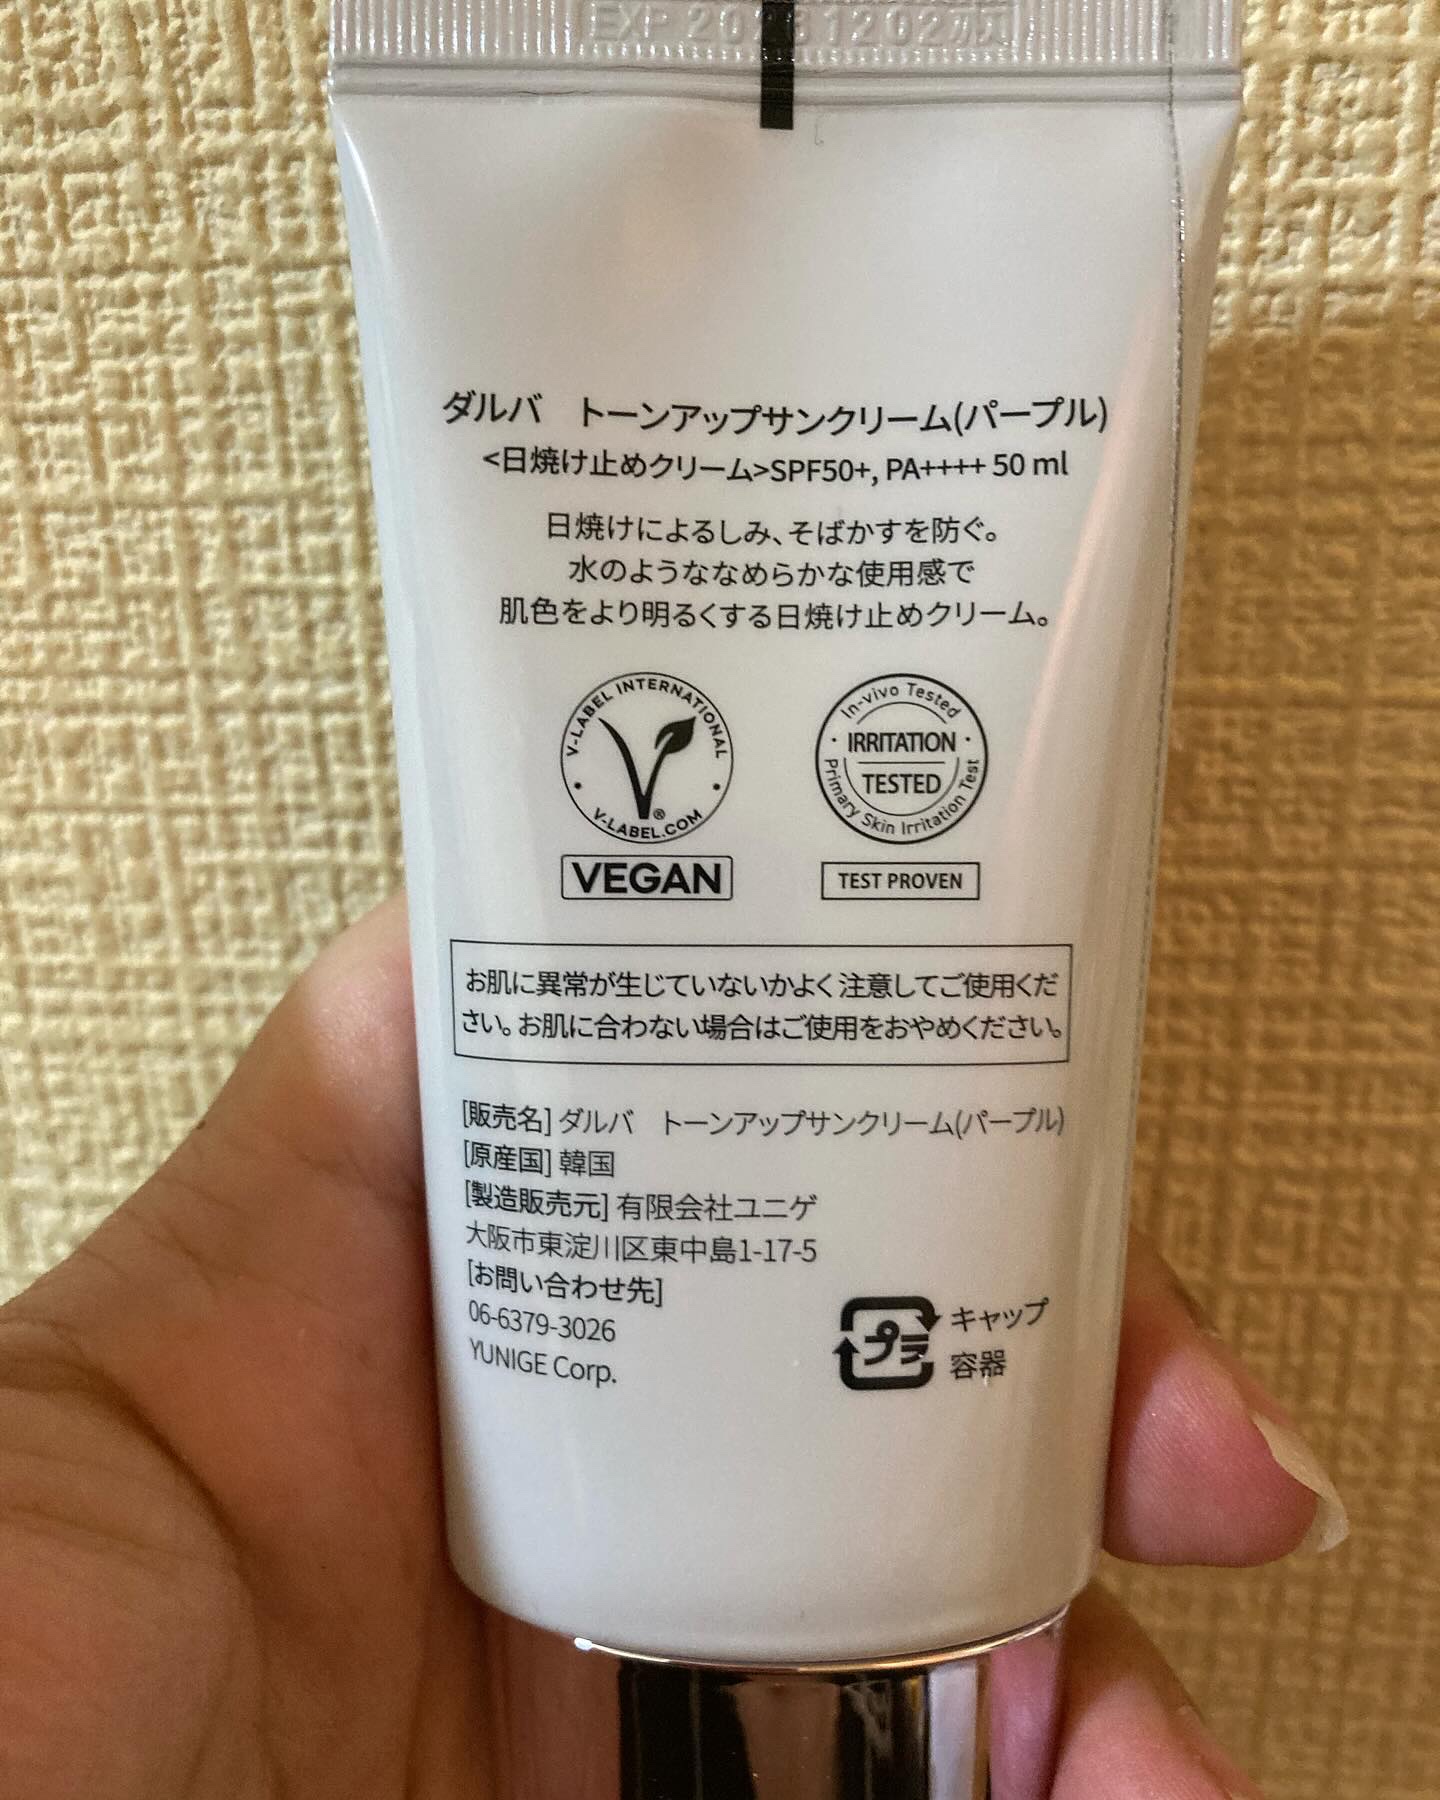 EXP 20281202
ダルバ　トーンアップサンクリーム(パープル)
<日焼け止めクリーム>SPF50+, PA++++ 50 ml
日焼けによるしみ、そばかすを防ぐ。
水のようななめらかな使用感で
肌色をより明るくする日焼け止めクリーム。
V-LABEL INTERNATIONAL
®
V-LABEL.COM
VEGAN
In-vivo Tested
IRRITATION
TESTED
Primary Skin Irritation Test
TEST PROVEN
お肌に異常が生じていないかよく注意してご使用くだ
さい。お肌に合わない場合はご使用をおやめください。
[販売名] ダルバ　トーンアップサンクリーム(パープル)
[原産国] 韓国
[製造販売元] 有限会社ユニゲ
大阪市東淀川区東中島1-17-5
[お問い合わせ先]
06-6379-3026
YUNIGE Corp.
プラ
キャップ
容器